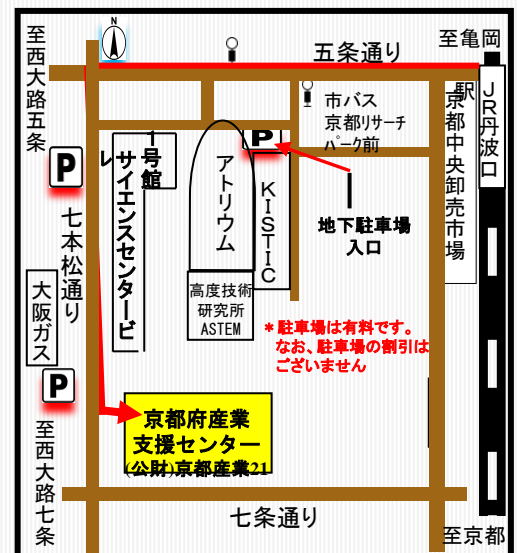 N
至西大路五条
五条通り
至亀岡
JR丹波口駅
市バス
京都リサーチ
パーク前
京都中央卸売市場
1号館
サイエンスセンタービル
P
アトリウム
P
KISTIC
地下駐車場
入口
七本松通り
高度技術
研究所
ASTEM
大阪ガス
P
*駐車場は有料です。
なお、駐車場の割引は
ございません
京都府産業
支援センター
(公財)京都産業21
至西大路七条
七条通り
至京都